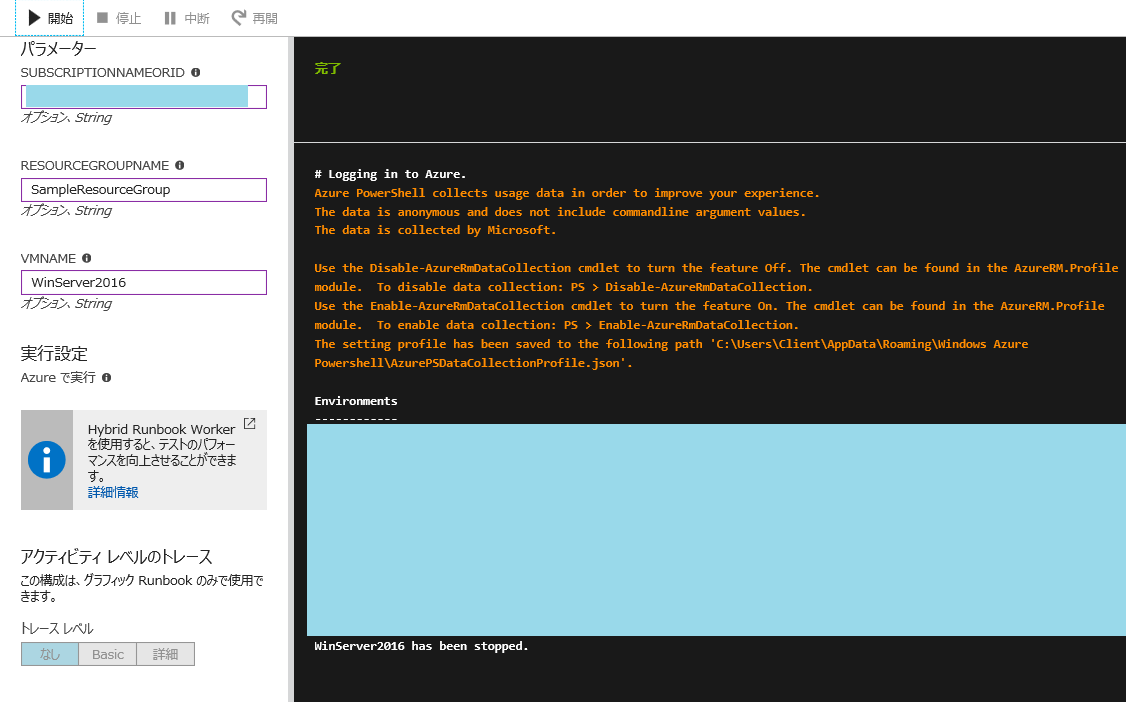 開始 停止 中断 再開
パラメーター
SUBSCRIPTIONNAMEORID
オプション、String
RESOURCEGROUPNAME
SampleResourceGroup
オプション、String
VMNAME
WinServer2016
オプション、String
実行設定
Azure で実行
Hybrid Runbook Worker
を使用すると、テストのパフォー
マンスを向上させることができま
す。
詳細情報
アクティビティ レベルのトレース
この構成は、グラフィック Runbook のみで使用で
きます。
トレース レベル
なし Basic 詳細
完了
# Logging in to Azure.
Azure PowerShell collects usage data in order to improve your experience.
The data is anonymous and does not include commandline argument values.
The data is collected by Microsoft.
Use the Disable-AzureRmDataCollection cmdlet to turn the feature Off. The cmdlet can be found in the AzureRM.Profile
module.  To disable data collection: PS > Disable-AzureRmDataCollection.
Use the Enable-AzureRmDataCollection cmdlet to turn the feature On. The cmdlet can be found in the AzureRM.Profile
module.  To enable data collection: PS > Enable-AzureRmDataCollection.
The setting profile has been saved to the following path 'C:\Users\Client\AppData\Roaming\Windows Azure
Powershell\AzurePSDataCollectionProfile.json'.
Environments
------------
WinServer2016 has been stopped.